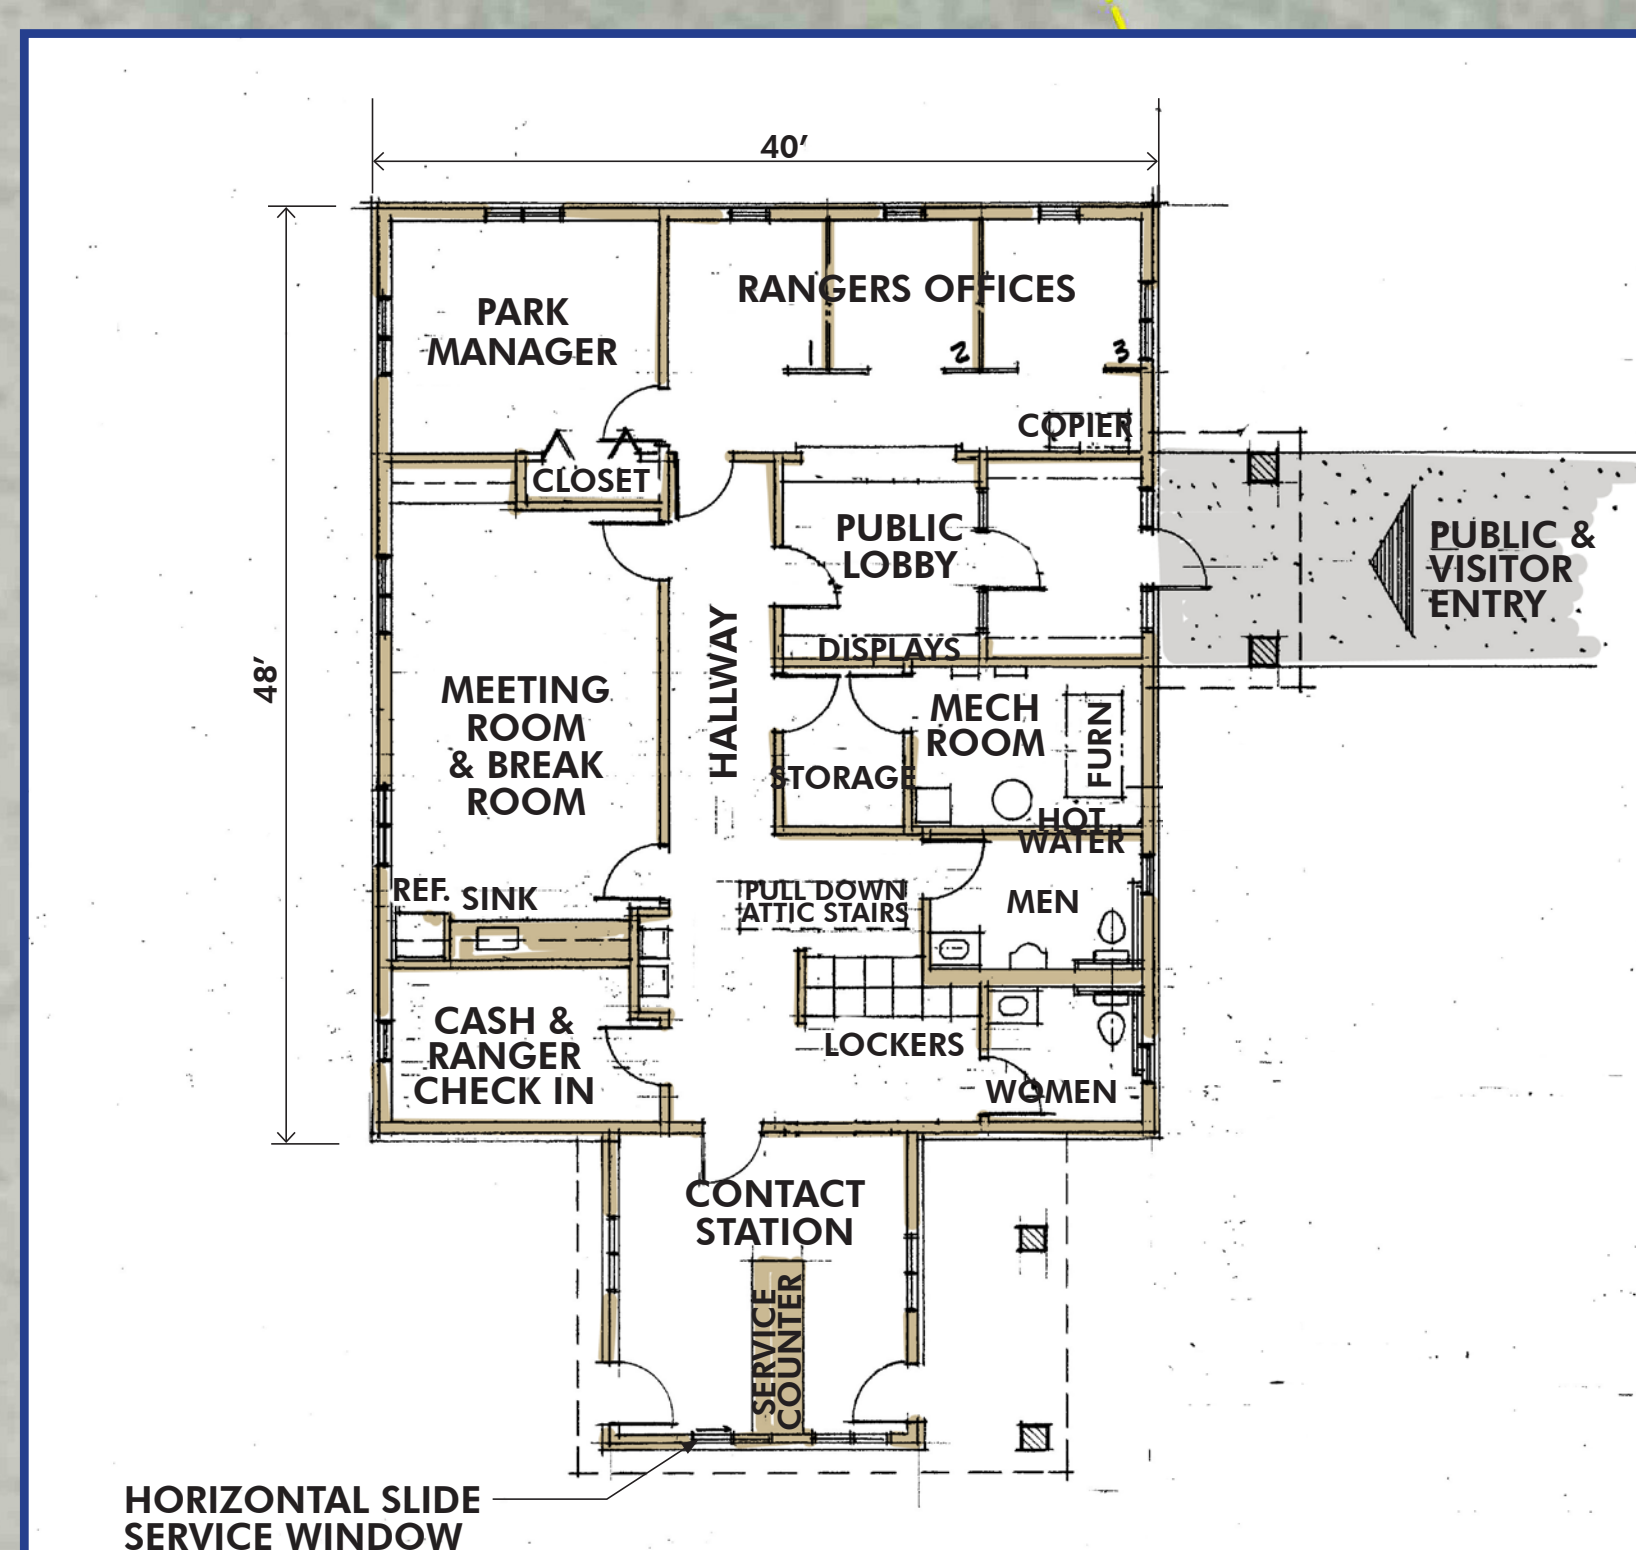 40’
PARK
MANAGER
RANGERS OFFICES
1
2
3
COPIER
CLOSET
PUBLIC
LOBBY
PUBLIC &
VISITOR
ENTRY
DISPLAYS
HALLWAY
48’
MEETING
ROOM
& BREAK
ROOM
MECH
ROOM
FURN
STORAGE
HOT
WATER
REF.
SINK
PULL DOWN
ATTIC STAIRS
MEN
CASH &
RANGER
CHECK IN
LOCKERS
WOMEN
CONTACT
STATION
SERVICE
COUNTER
HORIZONTAL SLIDE
SERVICE WINDOW